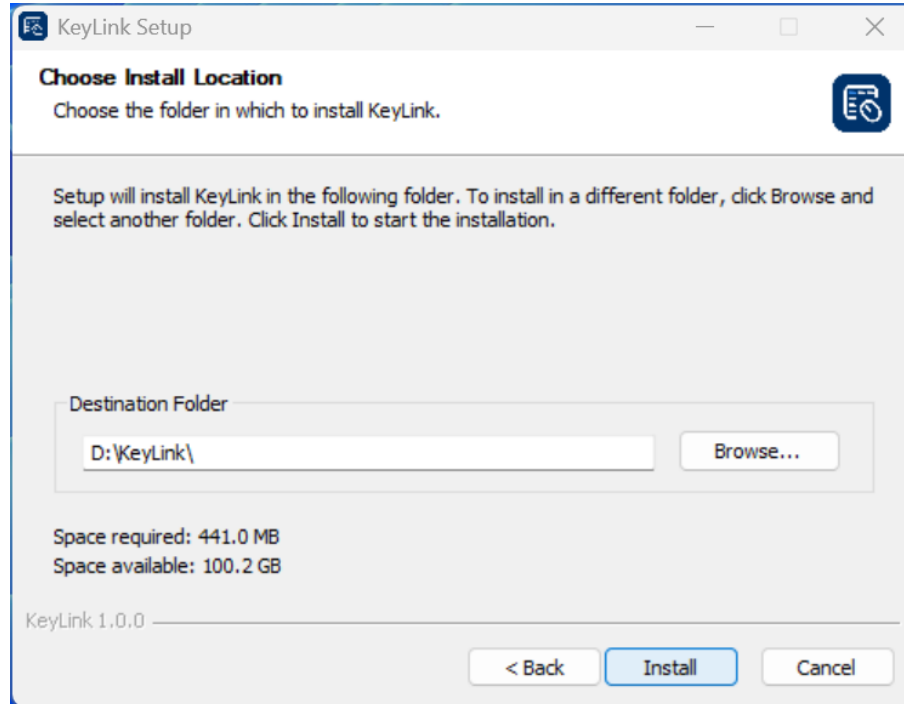 KeyLink Setup
Choose Install Location
Choose the folder in which to install KeyLink.
Setup will install KeyLink in the following folder. To install in a different folder, click Browse and
select another folder. Click Install to start the installation.
Destination Folder
D:\KeyLink\
Browse...
Space required: 441.0 MB
Space available: 100.2 GB
KeyLink 1.0.0
< Back
Install
Cancel